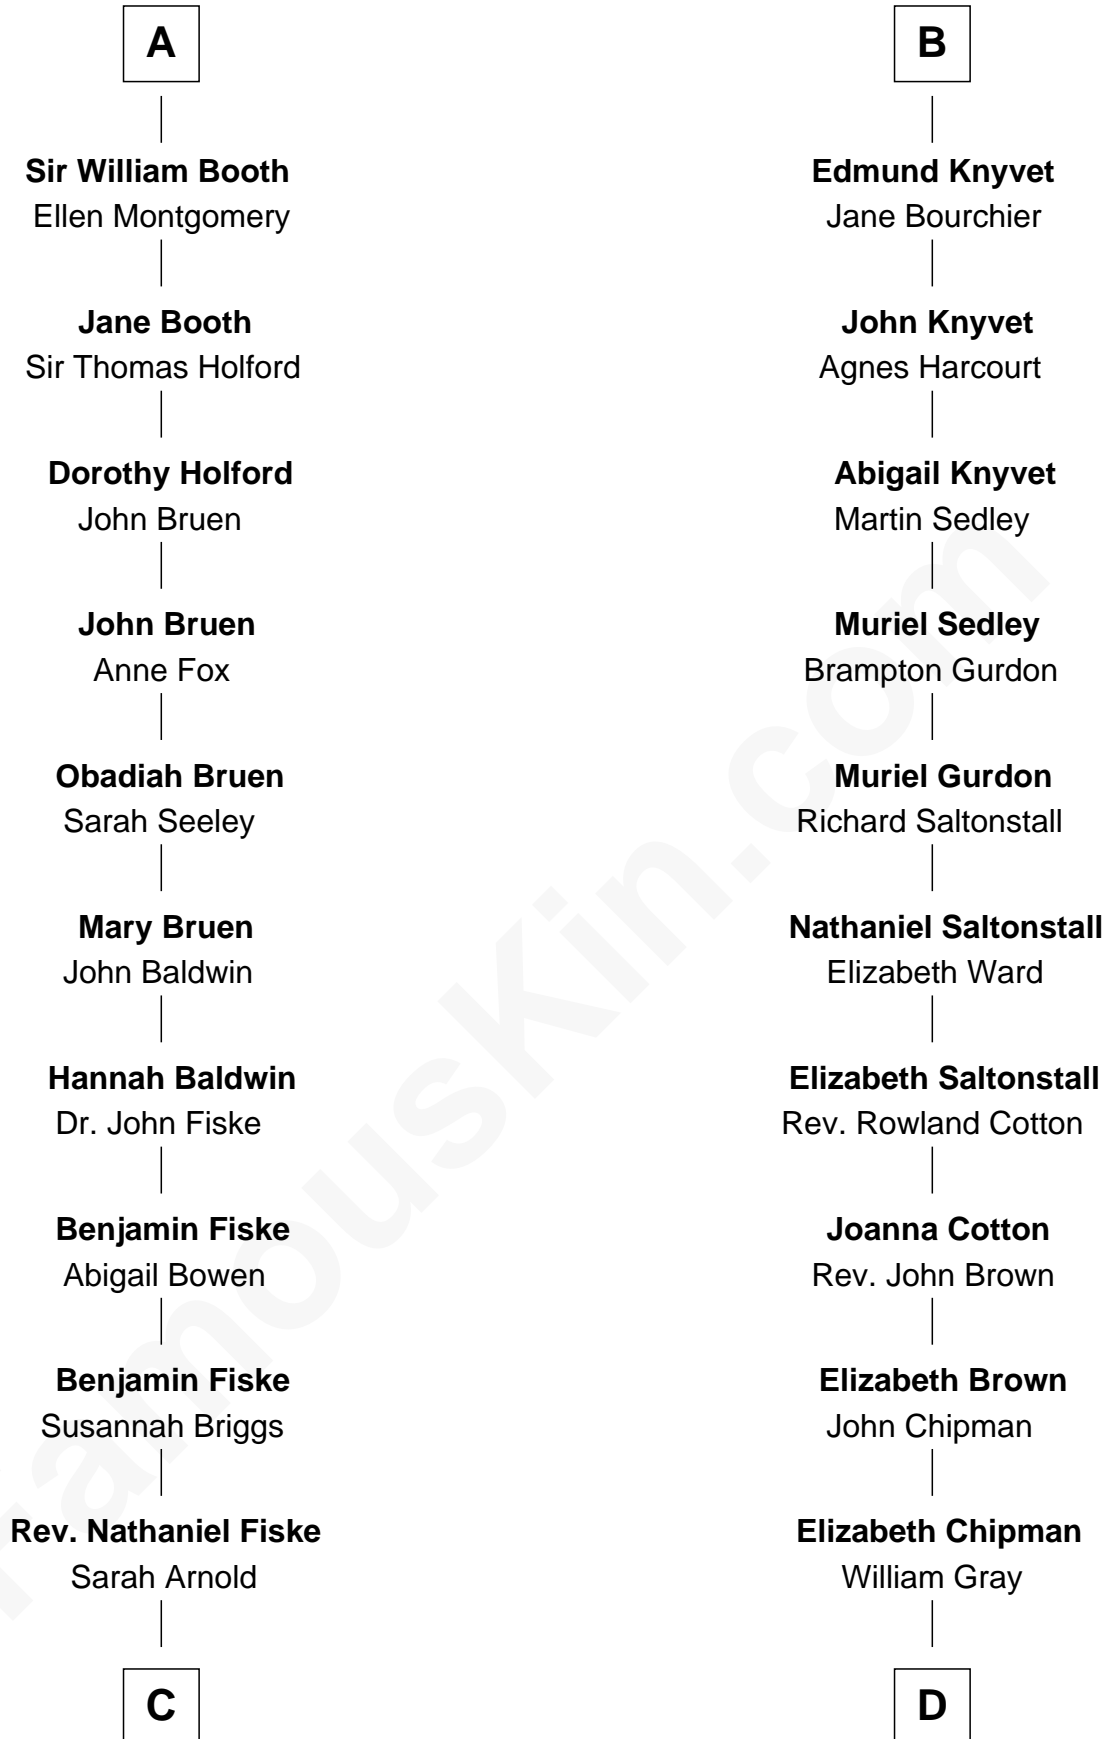 A
Sir William Booth
Ellen Montgomery
Jane Booth
Sir Thomas Holford
Dorothy Holford
John Bruen
John Bruen
Anne Fox
Obadiah Bruen
Sarah Seeley
Mary Bruen
John Baldwin
Hannah Baldwin
Dr. John Fiske
Benjamin Fiske
Abigail Bowen
Benjamin Fiske
Susannah Briggs
Rev. Nathaniel Fiske
Sarah Arnold
C
B
Edmund Knyvet
Jane Bourchier
John Knyvet
Agnes Harcourt
Abigail Knyvet
Martin Sedley
Muriel Sedley
Brampton Gurdon
Muriel Gurdon
Richard Saltonstall
Nathaniel Saltonstall
Elizabeth Ward
Elizabeth Saltonstall
Rev. Rowland Cotton
Joanna Cotton
Rev. John Brown
Elizabeth Brown
John Chipman
Elizabeth Chipman
William Gray
D
FamousKin.com